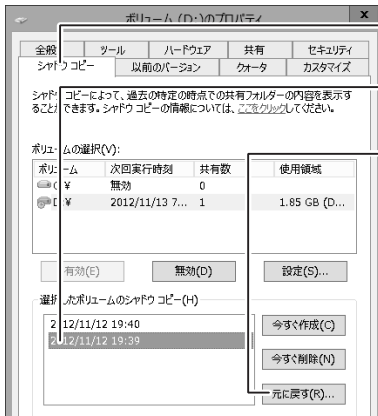 ボリューム (D:)のプロパティ
x
全般 ツール ハードウェア 共有 セキュリティ
シャドウ コピー 以前のバージョン クォータ カスタマイズ
シャドウ コピーによって、過去の特定の時点での共有フォルダーの内容を表示す
ることができます。シャドウ コピーの情報については、ここをクリックしてください。
ボリュームの選択(V):
ボリューム 次回実行時刻 共有数 使用領域
C:¥ 無効 0
D:¥ 2012/11/13 7... 1 1.85 GB (D...
有効(E) 無効(D) 設定(S)...
選択したボリュームのシャドウ コピー(H)
2012/11/12 19:40
2012/11/12 19:39
今すぐ作成(C)
今すぐ削除(N)
元に戻す(R)...